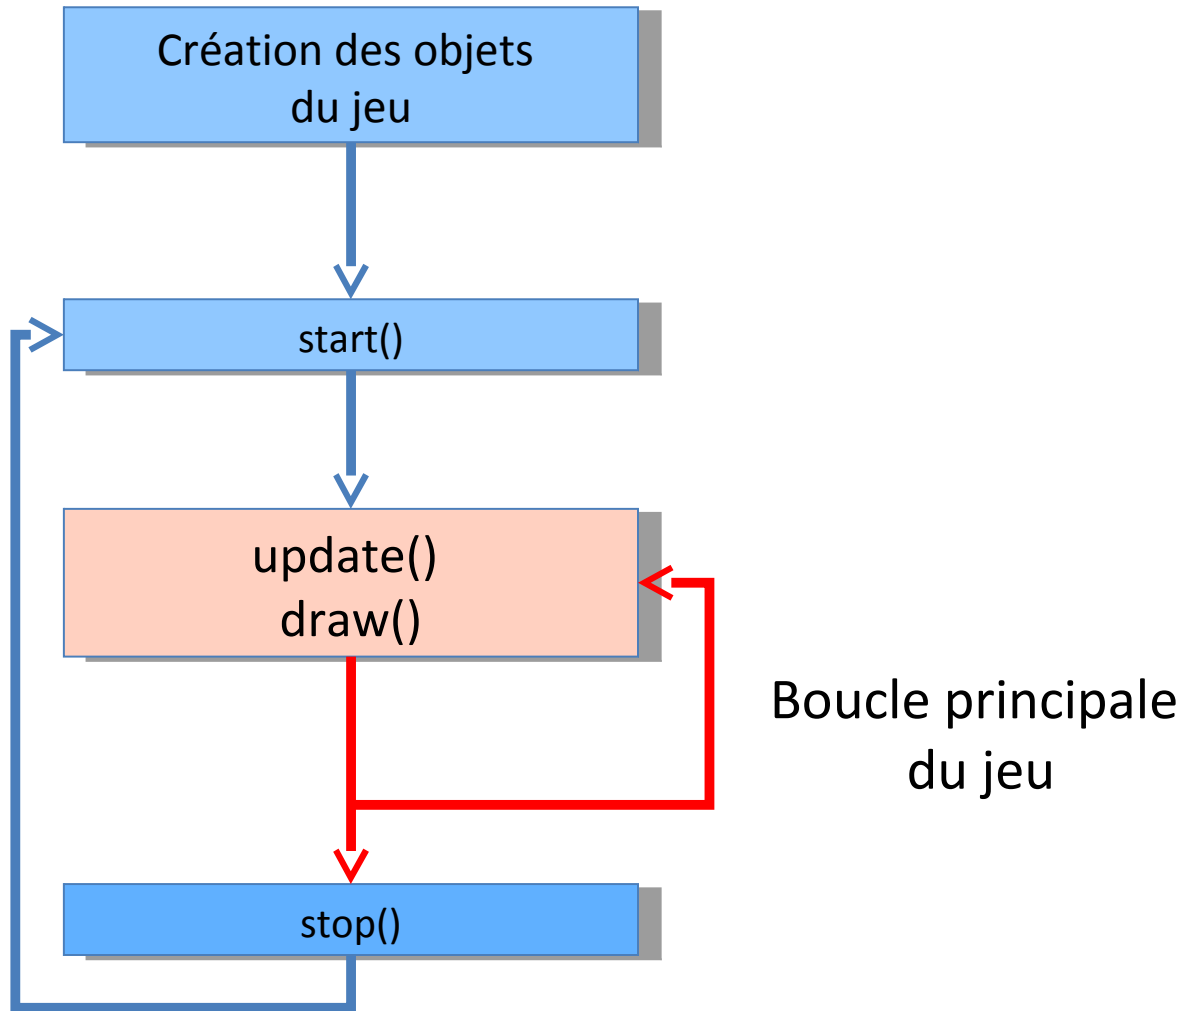 Création des objets
du jeu
start()
update()
draw()
Boucle principale
du jeu
stop()